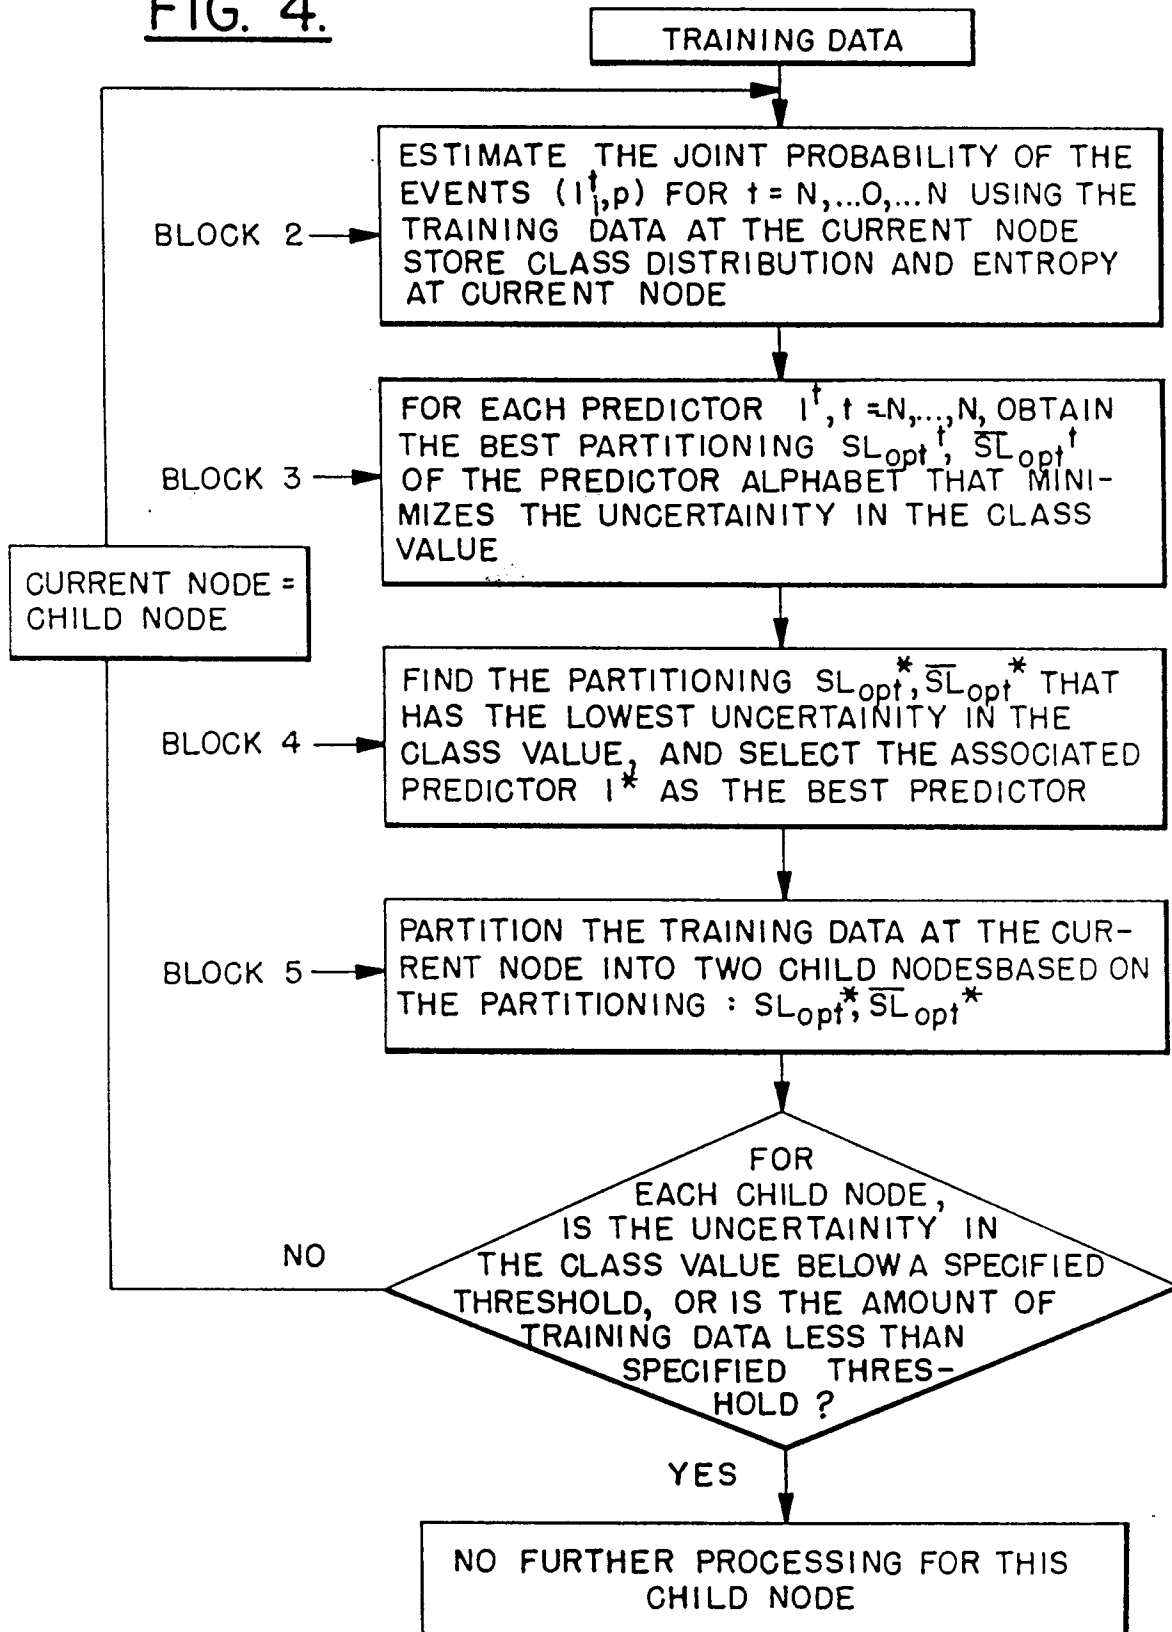 FIG. 4.
TRAINING DATA
BLOCK 2
ESTIMATE THE JOINT PROBABILITY OF THE
EVENTS (l_i^t,p) FOR t = N,...O,...N USING THE
TRAINING DATA AT THE CURRENT NODE
STORE CLASS DISTRIBUTION AND ENTROPY
AT CURRENT NODE
BLOCK 3
FOR EACH PREDICTOR l^t, t =N,...,N, OBTAIN
THE BEST PARTITIONING SL_opt^t, S̅L̅_opt^t
OF THE PREDICTOR ALPHABET THAT MINI-
MIZES THE UNCERTAINITY IN THE CLASS
VALUE
CURRENT NODE =
CHILD NODE
BLOCK 4
FIND THE PARTITIONING SL_opt^*, S̅L̅_opt^* THAT
HAS THE LOWEST UNCERTAINITY IN THE
CLASS VALUE, AND SELECT THE ASSOCIATED
PREDICTOR l^* AS THE BEST PREDICTOR
BLOCK 5
PARTITION THE TRAINING DATA AT THE CUR-
RENT NODE INTO TWO CHILD NODESBASED ON
THE PARTITIONING : SL_opt^*, S̅L̅_opt^*
FOR
EACH CHILD NODE,
IS THE UNCERTAINITY IN
THE CLASS VALUE BELOW A SPECIFIED
THRESHOLD, OR IS THE AMOUNT OF
TRAINING DATA LESS THAN
SPECIFIED THRES-
HOLD ?
NO
YES
NO FURTHER PROCESSING FOR THIS
CHILD NODE